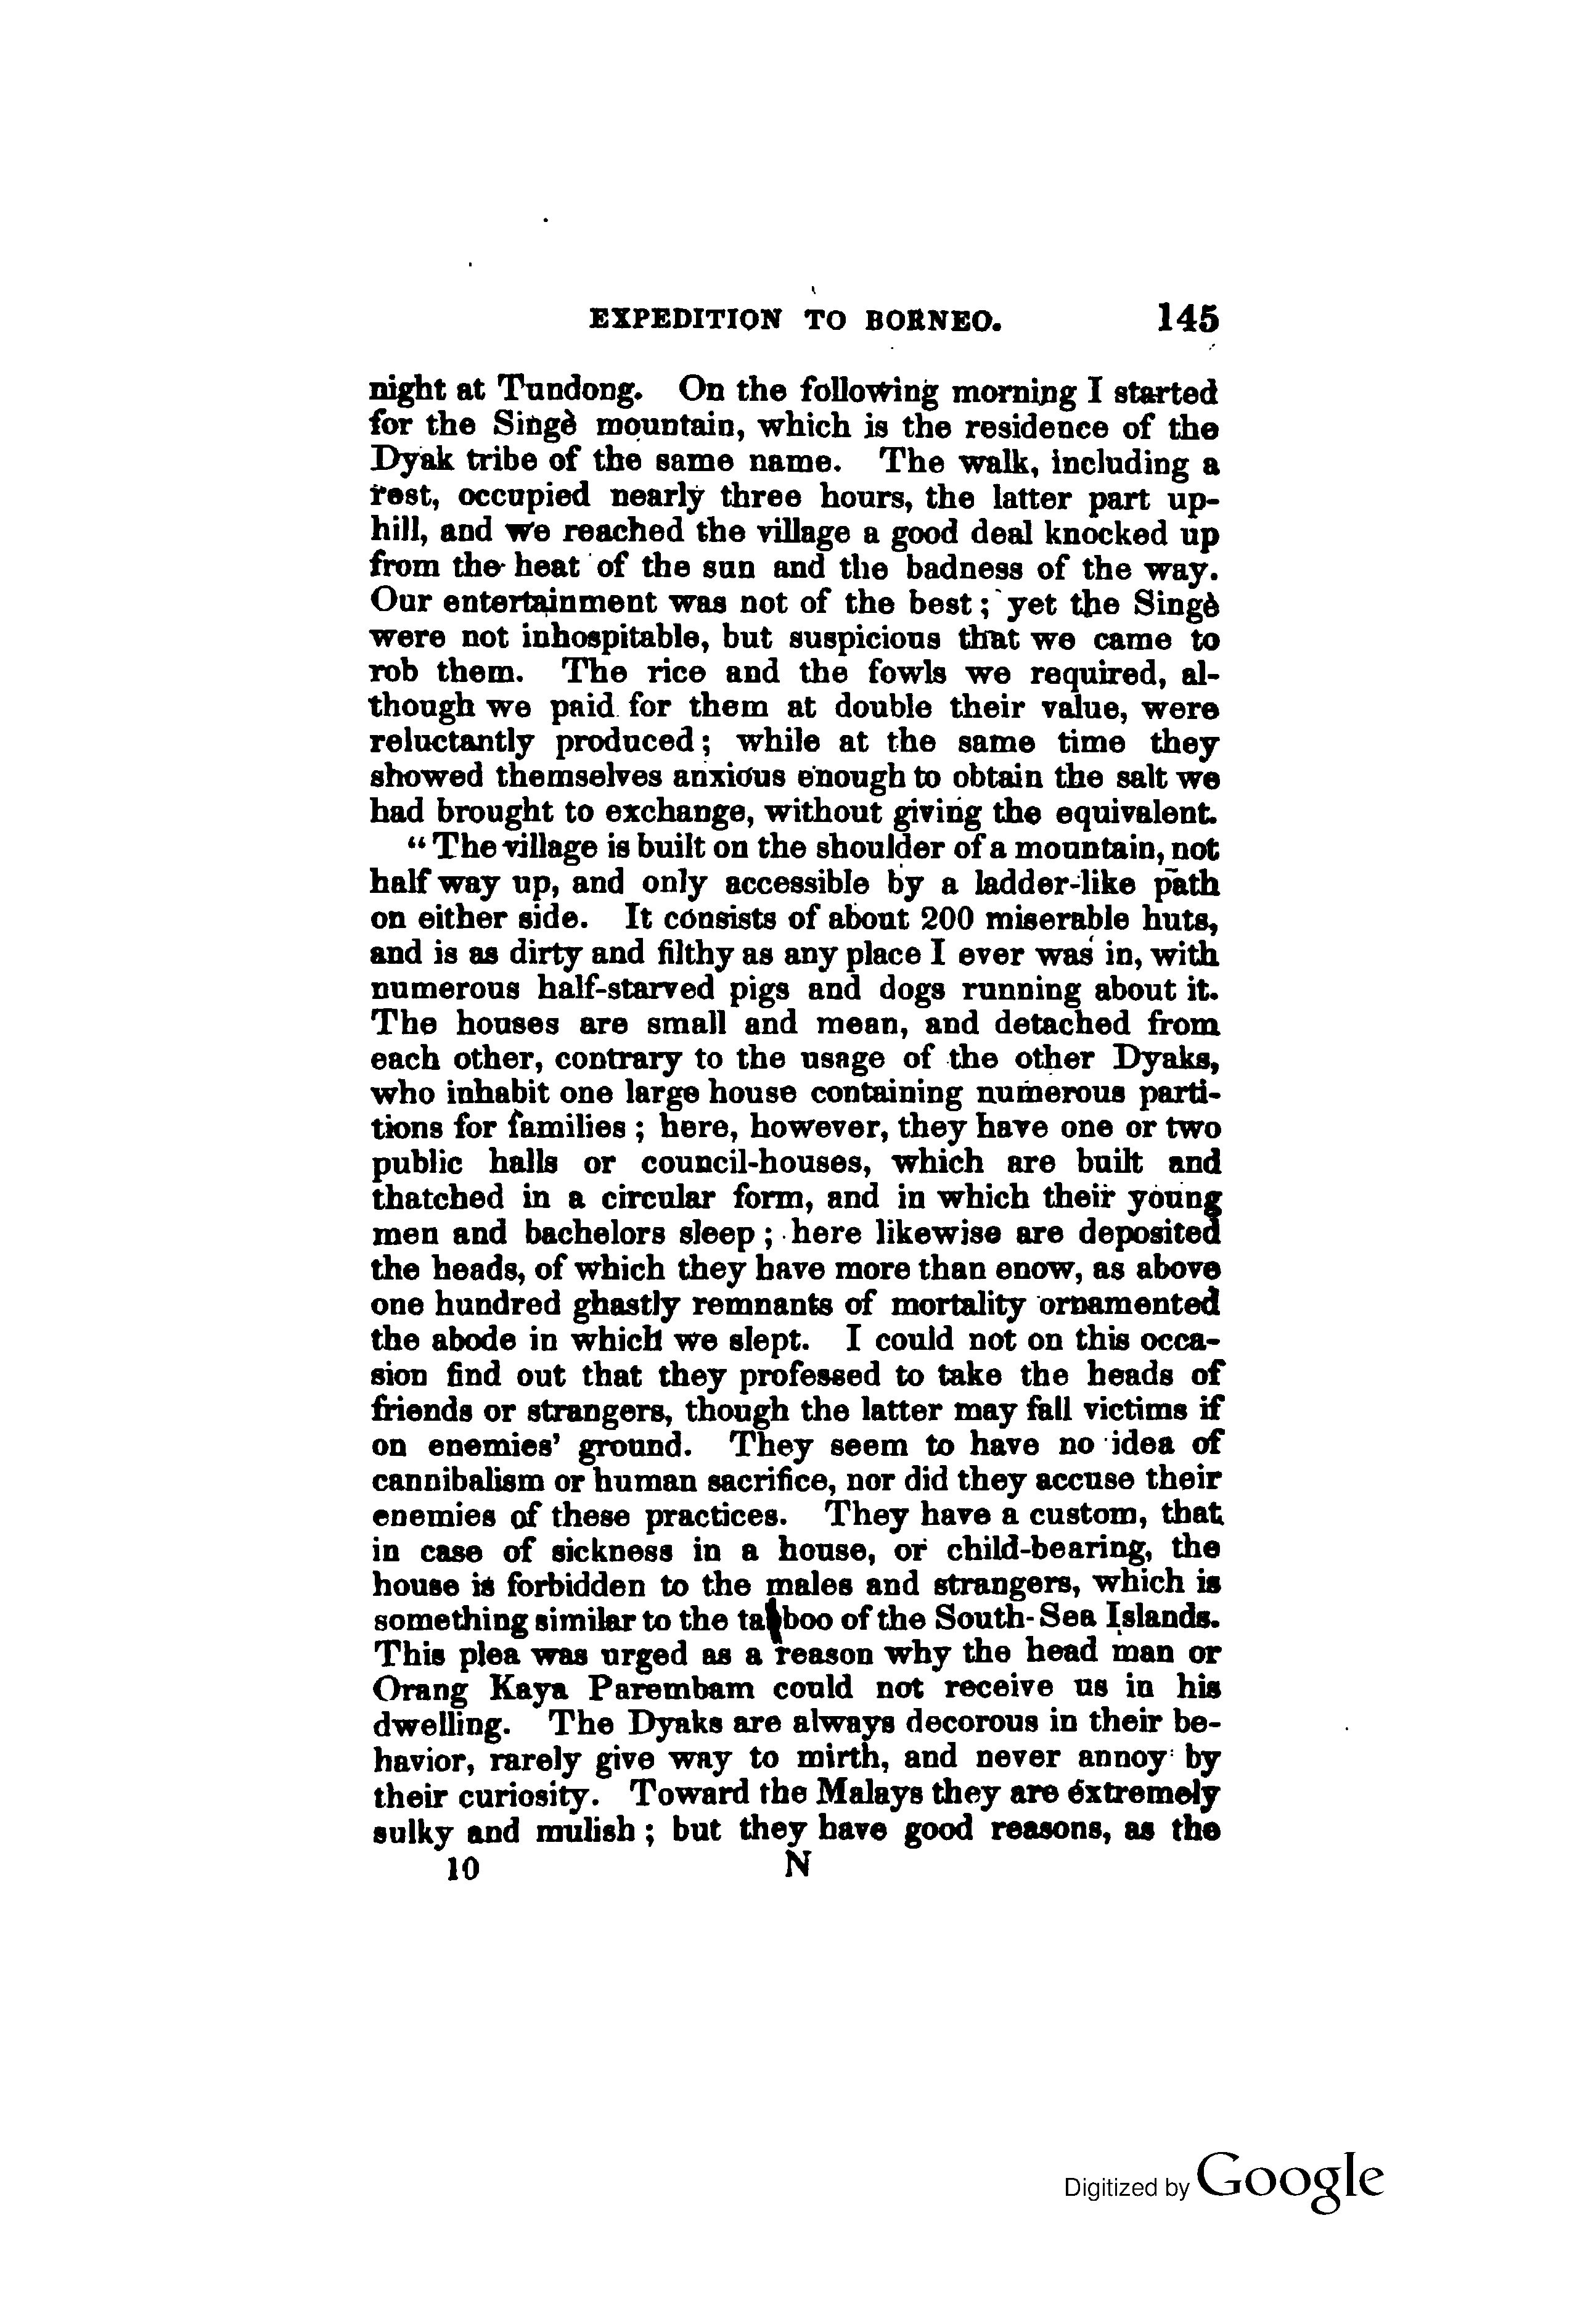 EXPEDITION TO BORNEO. 145
night at Tundong. On the following morning I started
for the Singè mountain, which is the residence of the
Dyak tribe of the same name. The walk, including a
rest, occupied nearly three hours, the latter part up-
hill, and we reached the village a good deal knocked up
from the heat of the sun and the badness of the way.
Our entertainment was not of the best; yet the Singè
were not inhospitable, but suspicious that we came to
rob them. The rice and the fowls we required, al-
though we paid for them at double their value, were
reluctantly produced; while at the same time they
showed themselves anxious enough to obtain the salt we
had brought to exchange, without giving the equivalent.
“The village is built on the shoulder of a mountain, not
half way up, and only accessible by a ladder-like path
on either side. It consists of about 200 miserable huts,
and is as dirty and filthy as any place I ever was in, with
numerous half-starved pigs and dogs running about it.
The houses are small and mean, and detached from
each other, contrary to the usage of the other Dyaks,
who inhabit one large house containing numerous parti-
tions for families; here, however, they have one or two
public halls or council-houses, which are built and
thatched in a circular form, and in which their young
men and bachelors sleep; here likewise are deposited
the heads, of which they have more than enow, as above
one hundred ghastly remnants of mortality ornamented
the abode in which we slept. I could not on this occa-
sion find out that they professed to take the heads of
friends or strangers, though the latter may fall victims if
on enemies’ ground. They seem to have no idea of
cannibalism or human sacrifice, nor did they accuse their
enemies of these practices. They have a custom, that
in case of sickness in a house, or child-bearing, the
house is forbidden to the males and strangers, which is
something similar to the tabboo of the South-Sea Islands.
This plea was urged as a reason why the head man or
Orang Kaya Parembam could not receive us in his
dwelling. The Dyaks are always decorous in their be-
havior, rarely give way to mirth, and never annoy by
their curiosity. Toward the Malays they are extremely
sulky and mulish; but they have good reasons, as the
10 N
Digitized by Google